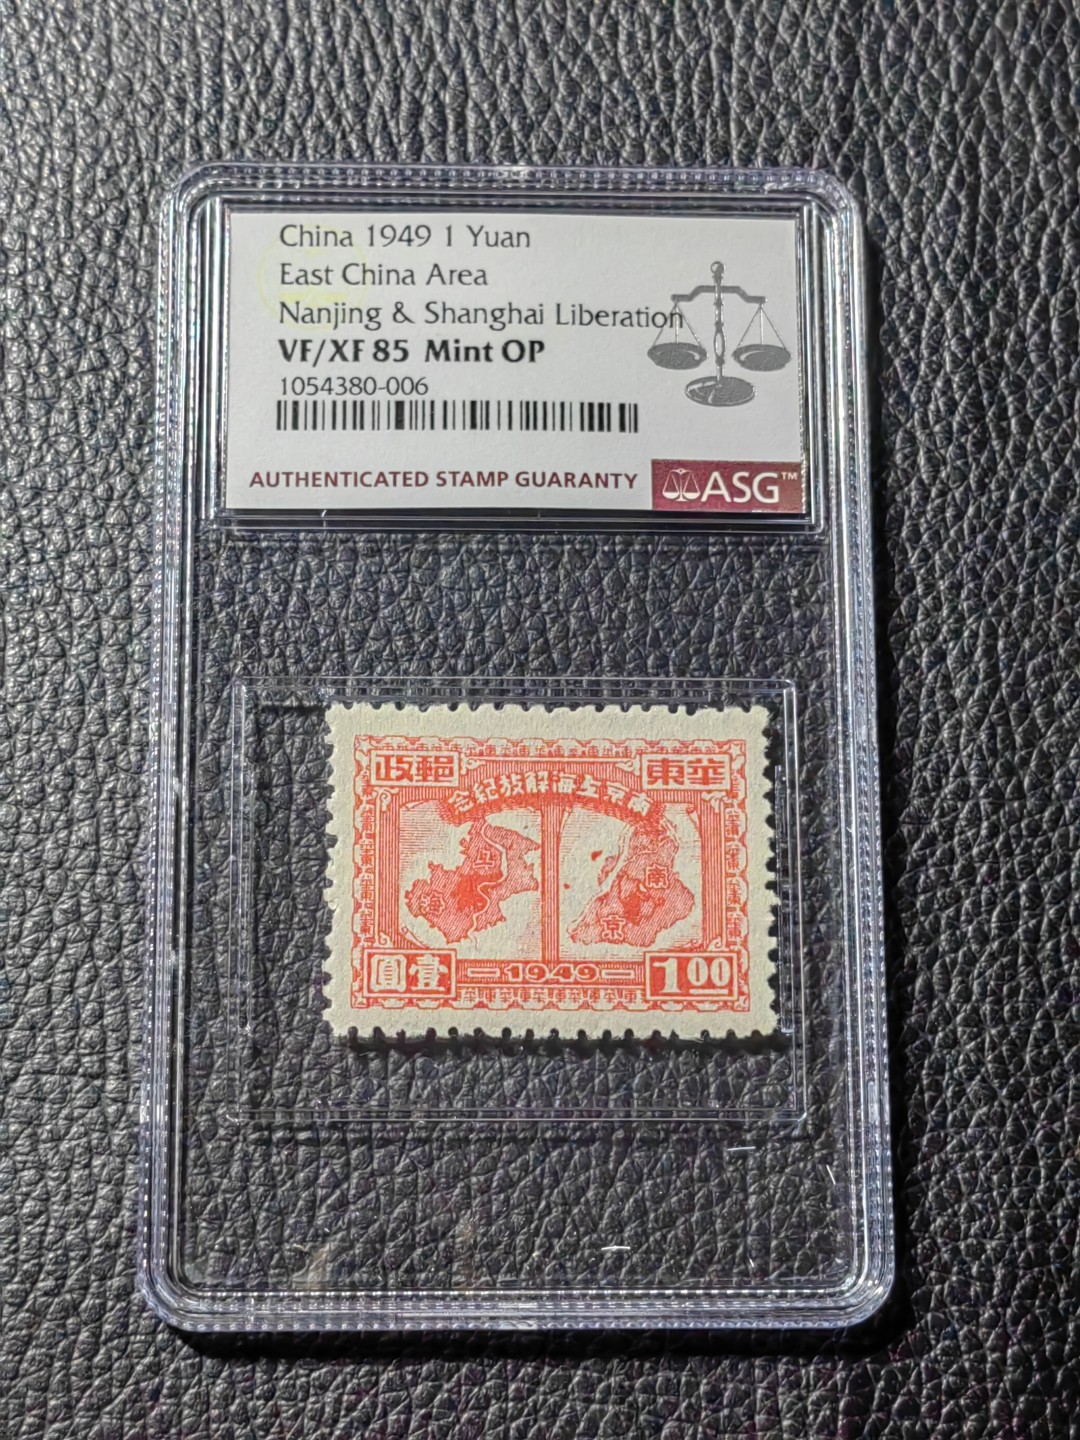 China 1949 1 Yuan
East China Area
Nanjing & Shanghai Liberation
VF/XF 85 Mint OP
1054380-006
AUTHENTICATED STAMP GUARANTY
ASG™
華東郵政
南京上海解放紀念
上海
南京
壹圓
1949
1.00